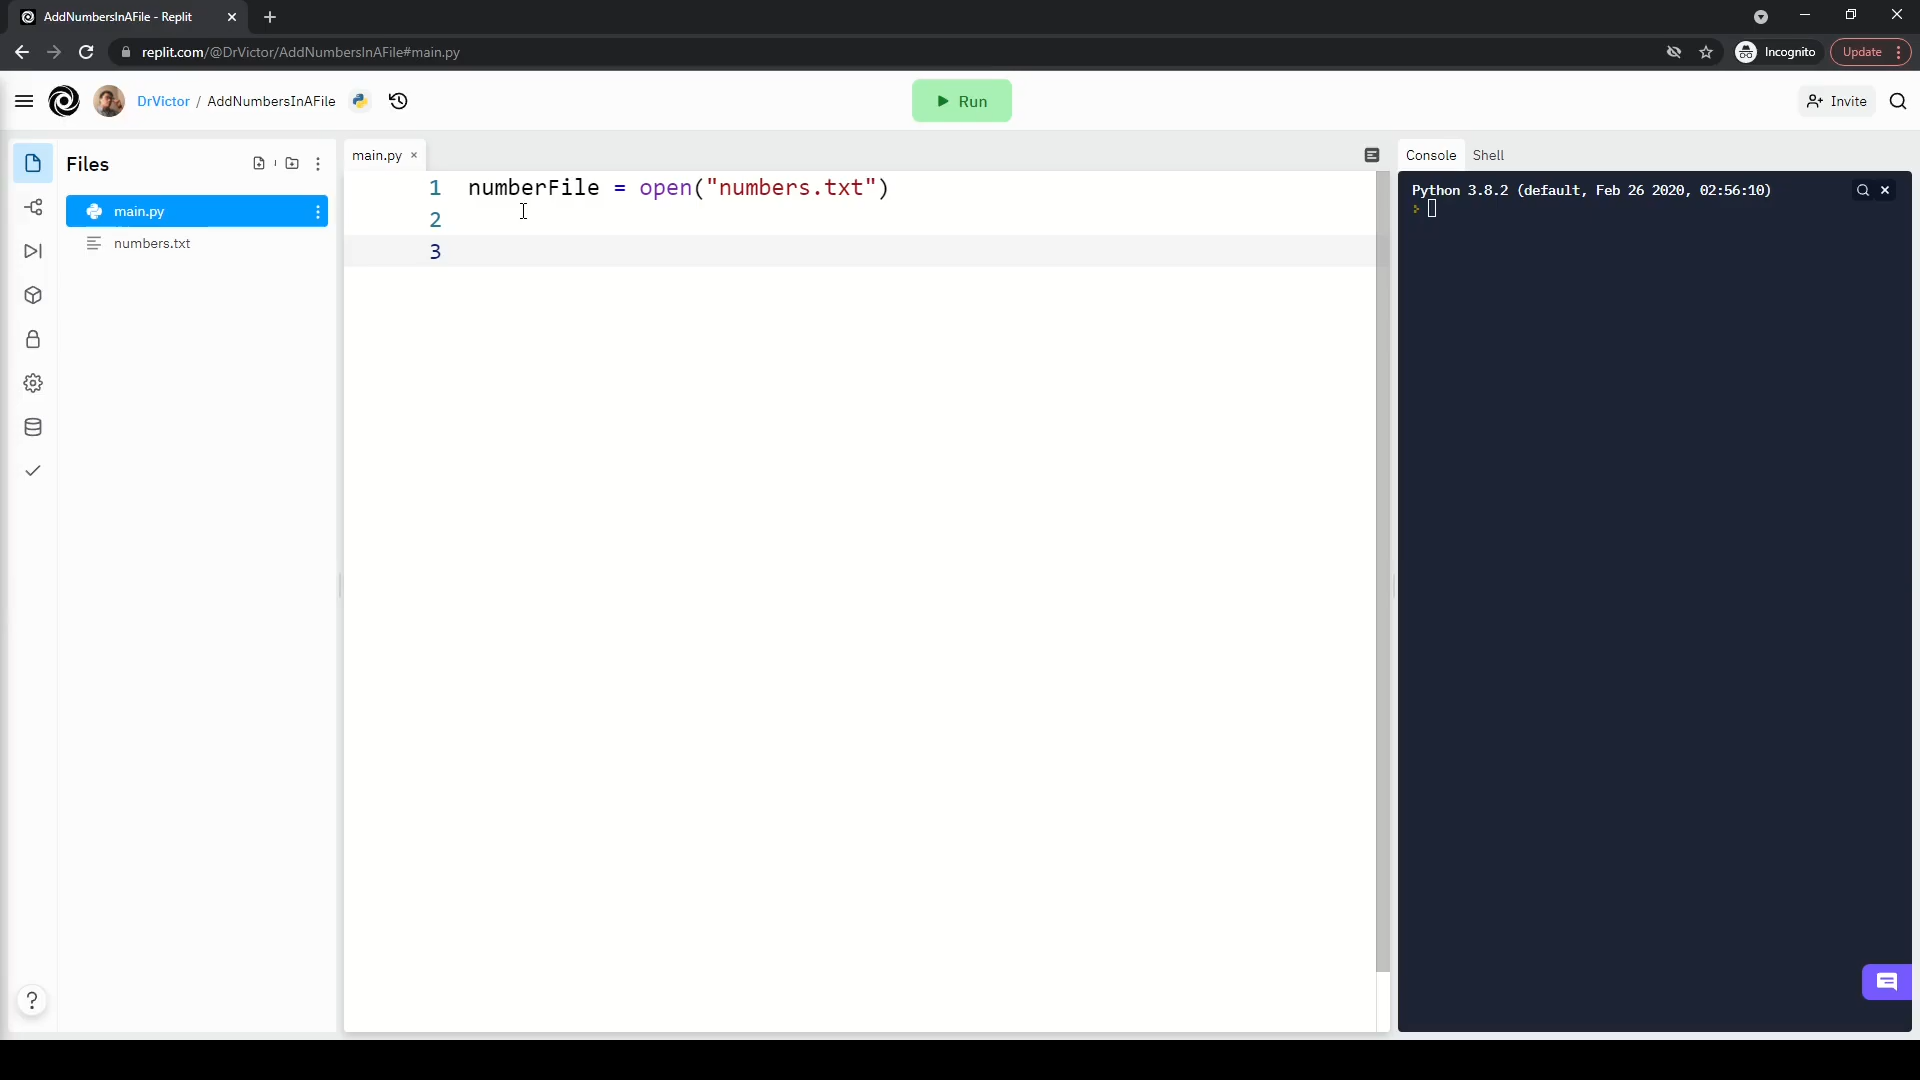 AddNumbersInAFile - Replit
replit.com/@DrVictor/AddNumbersInAFile#main.py
Incognito
Update
DrVictor / AddNumbersInAFile
Run
Invite
Files
main.py
numbers.txt
main.py
1 numberFile = open("numbers.txt")
2
3
Console
Shell
Python 3.8.2 (default, Feb 26 2020, 02:56:10)
?